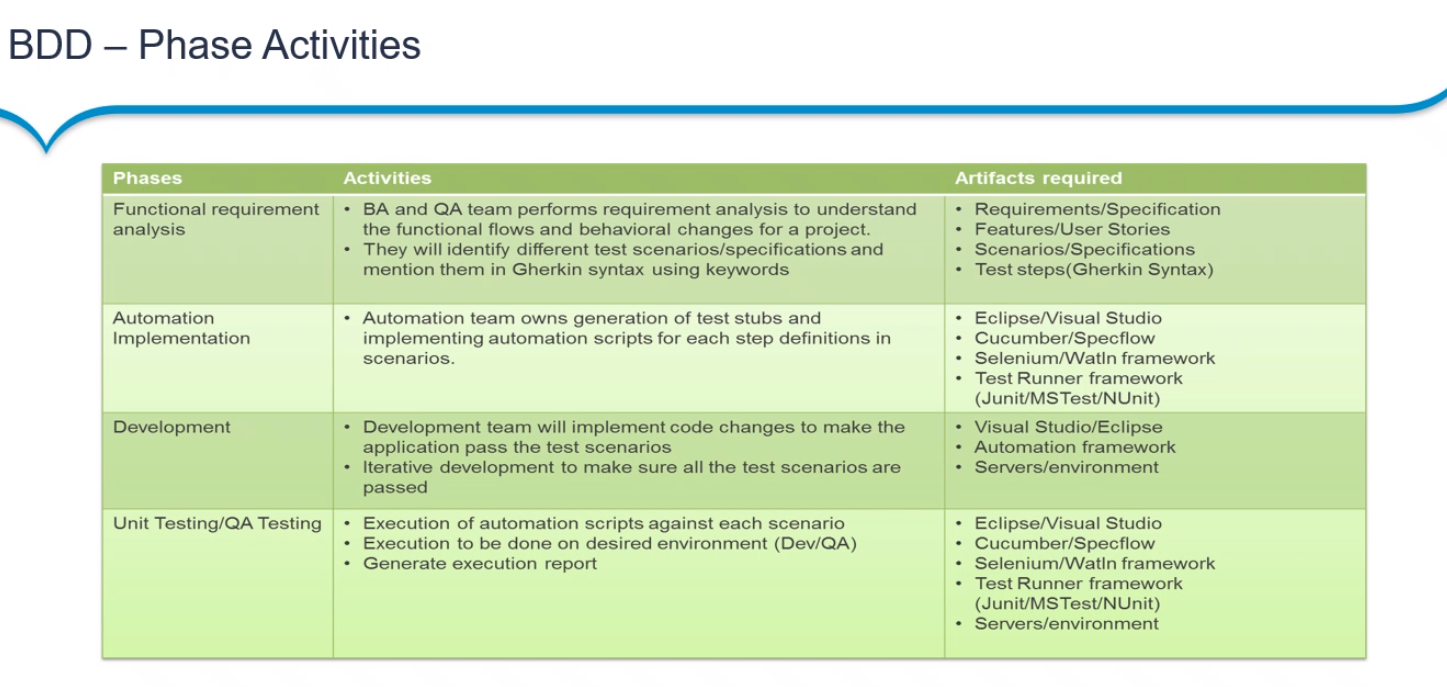 BDD – Phase Activities
Phases Activities Artifacts required
Functional requirement
analysis
• BA and QA team performs requirement analysis to understand
the functional flows and behavioral changes for a project.
• They will identify different test scenarios/specifications and
mention them in Gherkin syntax using keywords
• Requirements/Specification
• Features/User Stories
• Scenarios/Specifications
• Test steps(Gherkin Syntax)
Automation
Implementation
• Automation team owns generation of test stubs and
implementing automation scripts for each step definitions in
scenarios.
• Eclipse/Visual Studio
• Cucumber/Specflow
• Selenium/WatIn framework
• Test Runner framework
(Junit/MSTest/NUnit)
Development
• Development team will implement code changes to make the
application pass the test scenarios
• Iterative development to make sure all the test scenarios are
passed
• Visual Studio/Eclipse
• Automation framework
• Servers/environment
Unit Testing/QA Testing
• Execution of automation scripts against each scenario
• Execution to be done on desired environment (Dev/QA)
• Generate execution report
• Eclipse/Visual Studio
• Cucumber/Specflow
• Selenium/WatIn framework
• Test Runner framework
(Junit/MSTest/NUnit)
• Servers/environment